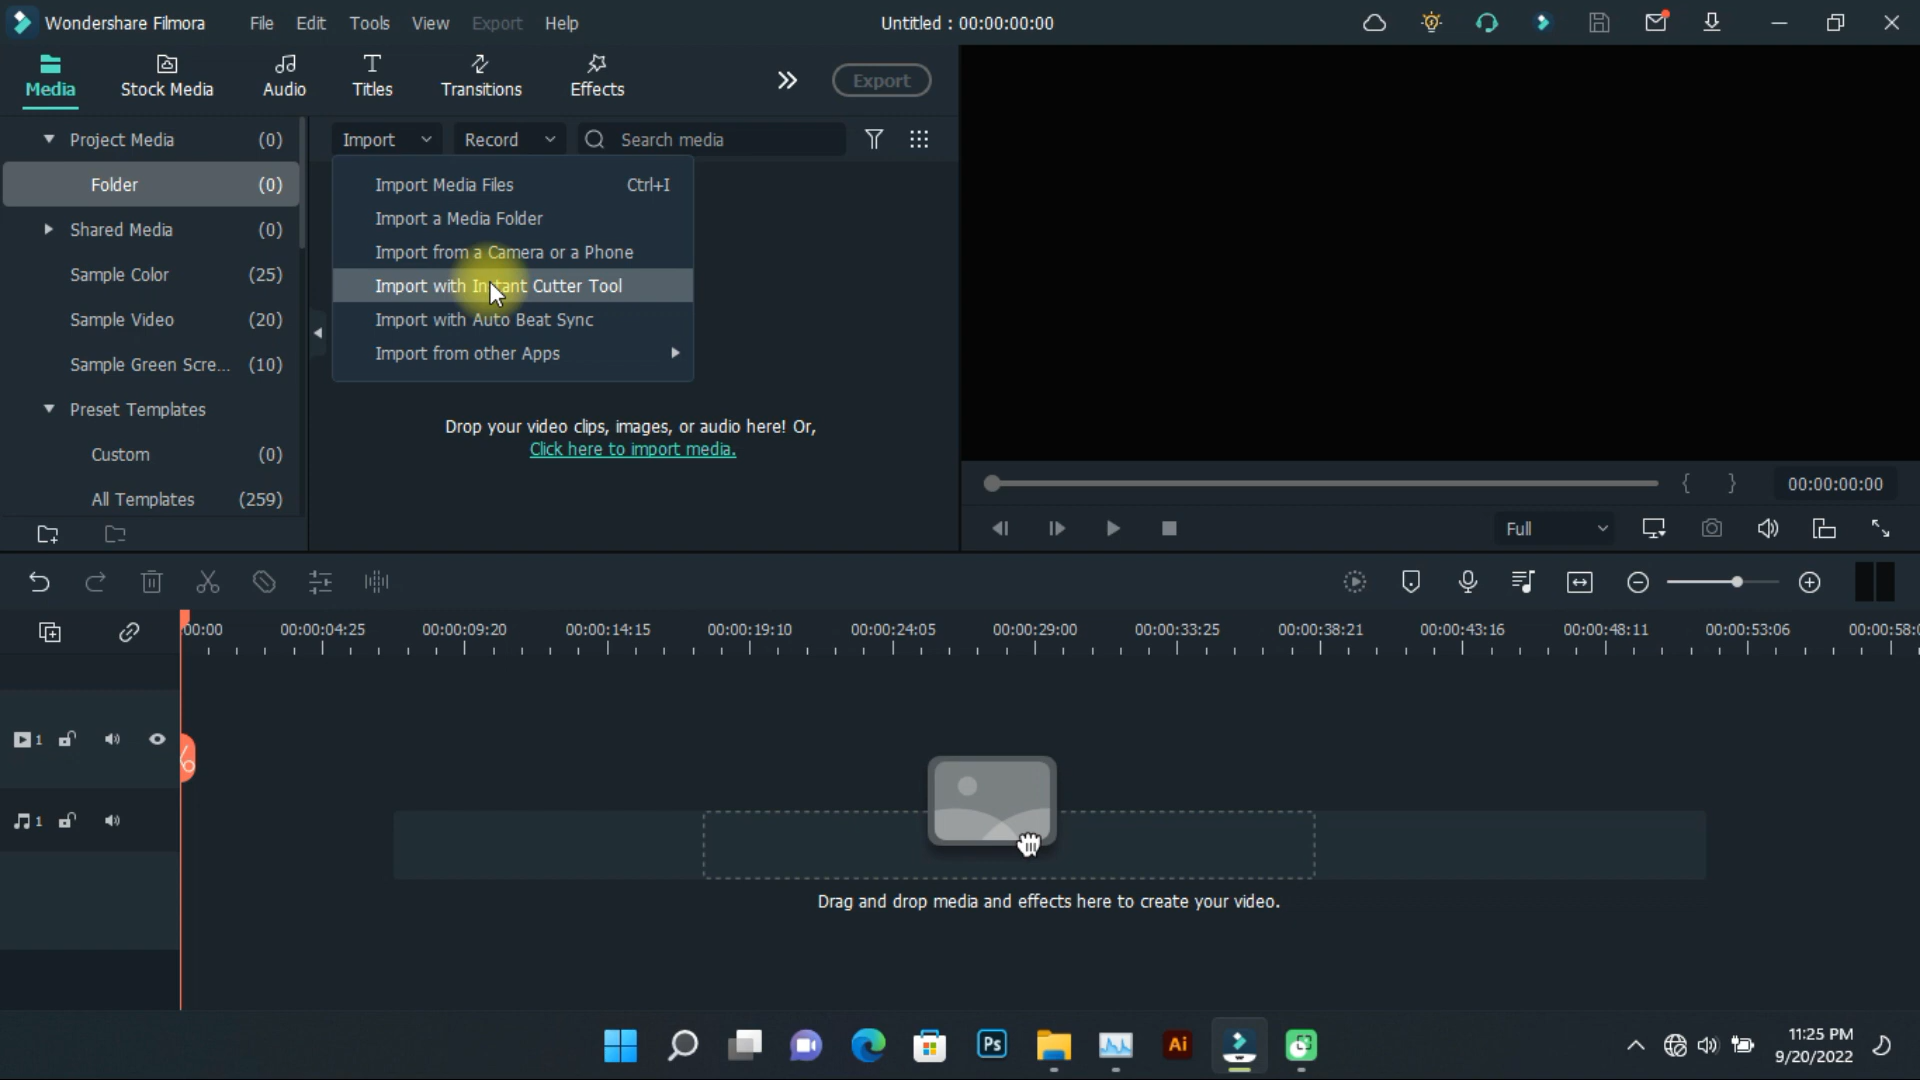 Wondershare Filmora File Edit Tools View Export Help Untitled : 00:00:00:00
Media Stock Media Audio Titles Transitions Effects Export
Project Media (0)
Folder (0)
Shared Media (0)
Sample Color (25)
Sample Video (20)
Sample Green Scre... (10)
Preset Templates
Custom (0)
All Templates (259)
Import Record Search media
Import Media Files Ctrl+I
Import a Media Folder
Import from a Camera or a Phone
Import with Instant Cutter Tool
Import with Auto Beat Sync
Import from other Apps
Drop your video clips, images, or audio here! Or,
Click here to import media.
{ } 00:00:00:00
Full
:00:00 00:00:04:25 00:00:09:20 00:00:14:15 00:00:19:10 00:00:24:05 00:00:29:00 00:00:33:25 00:00:38:21 00:00:43:16 00:00:48:11 00:00:53:06 00:00:58:0
1
1
Drag and drop media and effects here to create your video.
Ps Ai
11:25 PM
9/20/2022